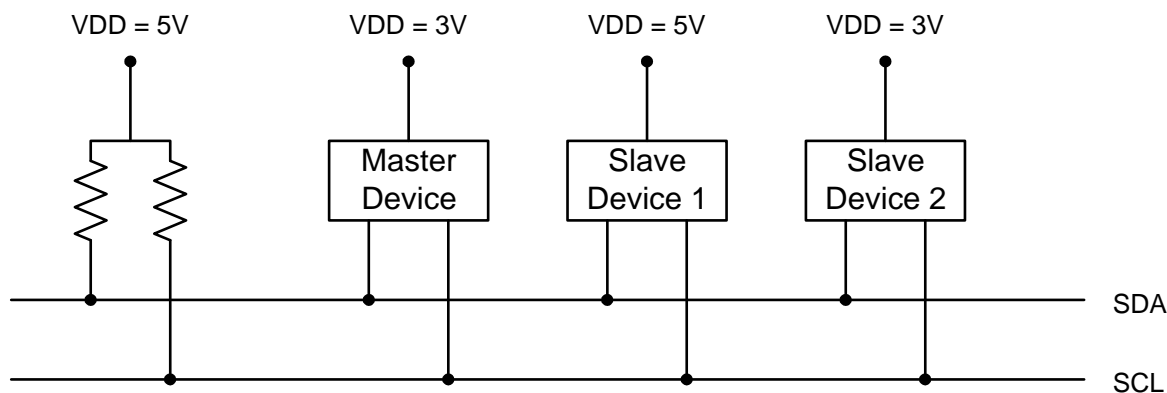 VDD = 5V VDD = 3V VDD = 5V VDD = 3V
Master Device
Slave Device 1
Slave Device 2
SDA
SCL